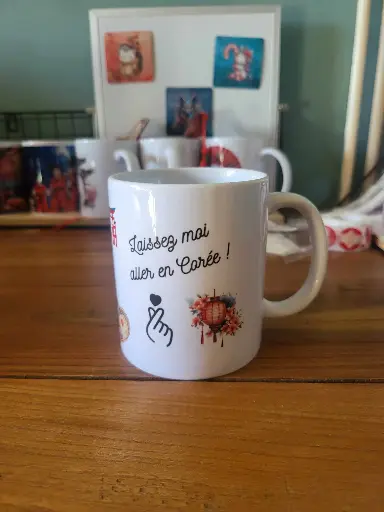 Laissez moi
aller en Corée !